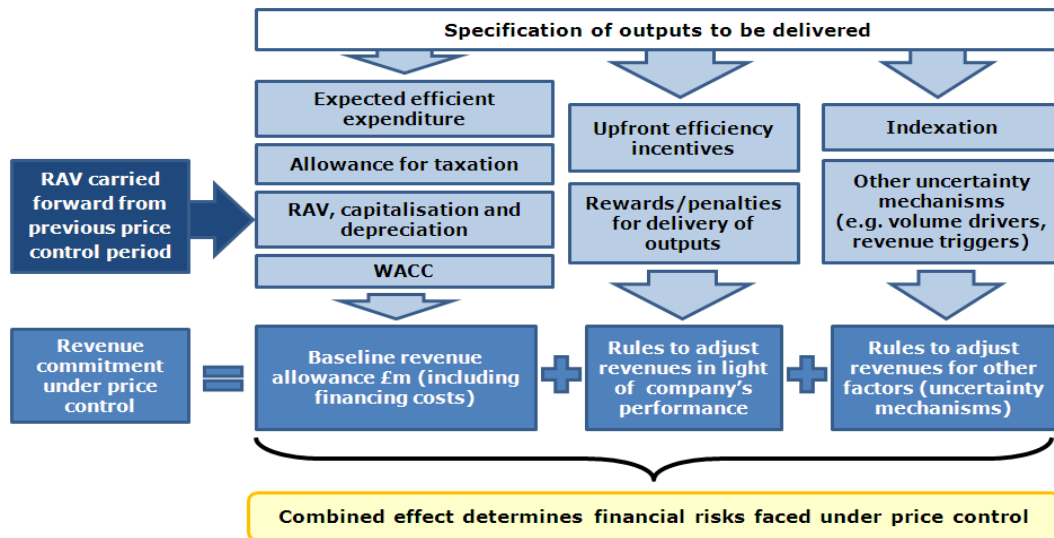 Specification of outputs to be delivered
Expected efficient
expenditure
Allowance for taxation
RAV, capitalisation and
depreciation
WACC
Upfront efficiency
incentives
Rewards/penalties
for delivery of
outputs
Indexation
Other uncertainty
mechanisms
(e.g. volume drivers,
revenue triggers)
RAV carried
forward from
previous price
control period
Revenue
commitment
under price
control
Baseline revenue
allowance £m (including
financing costs)
Rules to adjust
revenues in light
of company's
performance
Rules to adjust
revenues for other
factors (uncertainty
mechanisms)
Combined effect determines financial risks faced under price control